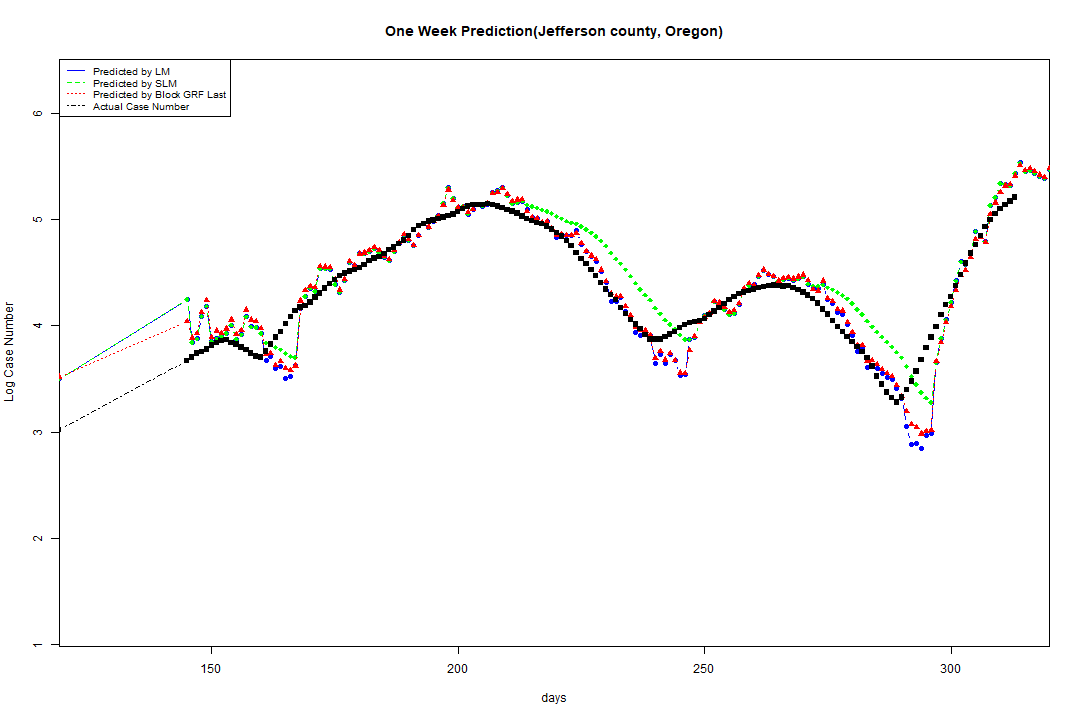 One Week Prediction(Jefferson county, Oregon)
Predicted by LM
Predicted by SLM
Predicted by Block GRF Last
Actual Case Number
6
5
4
3
2
1
Log Case Number
150 200 250 300
days